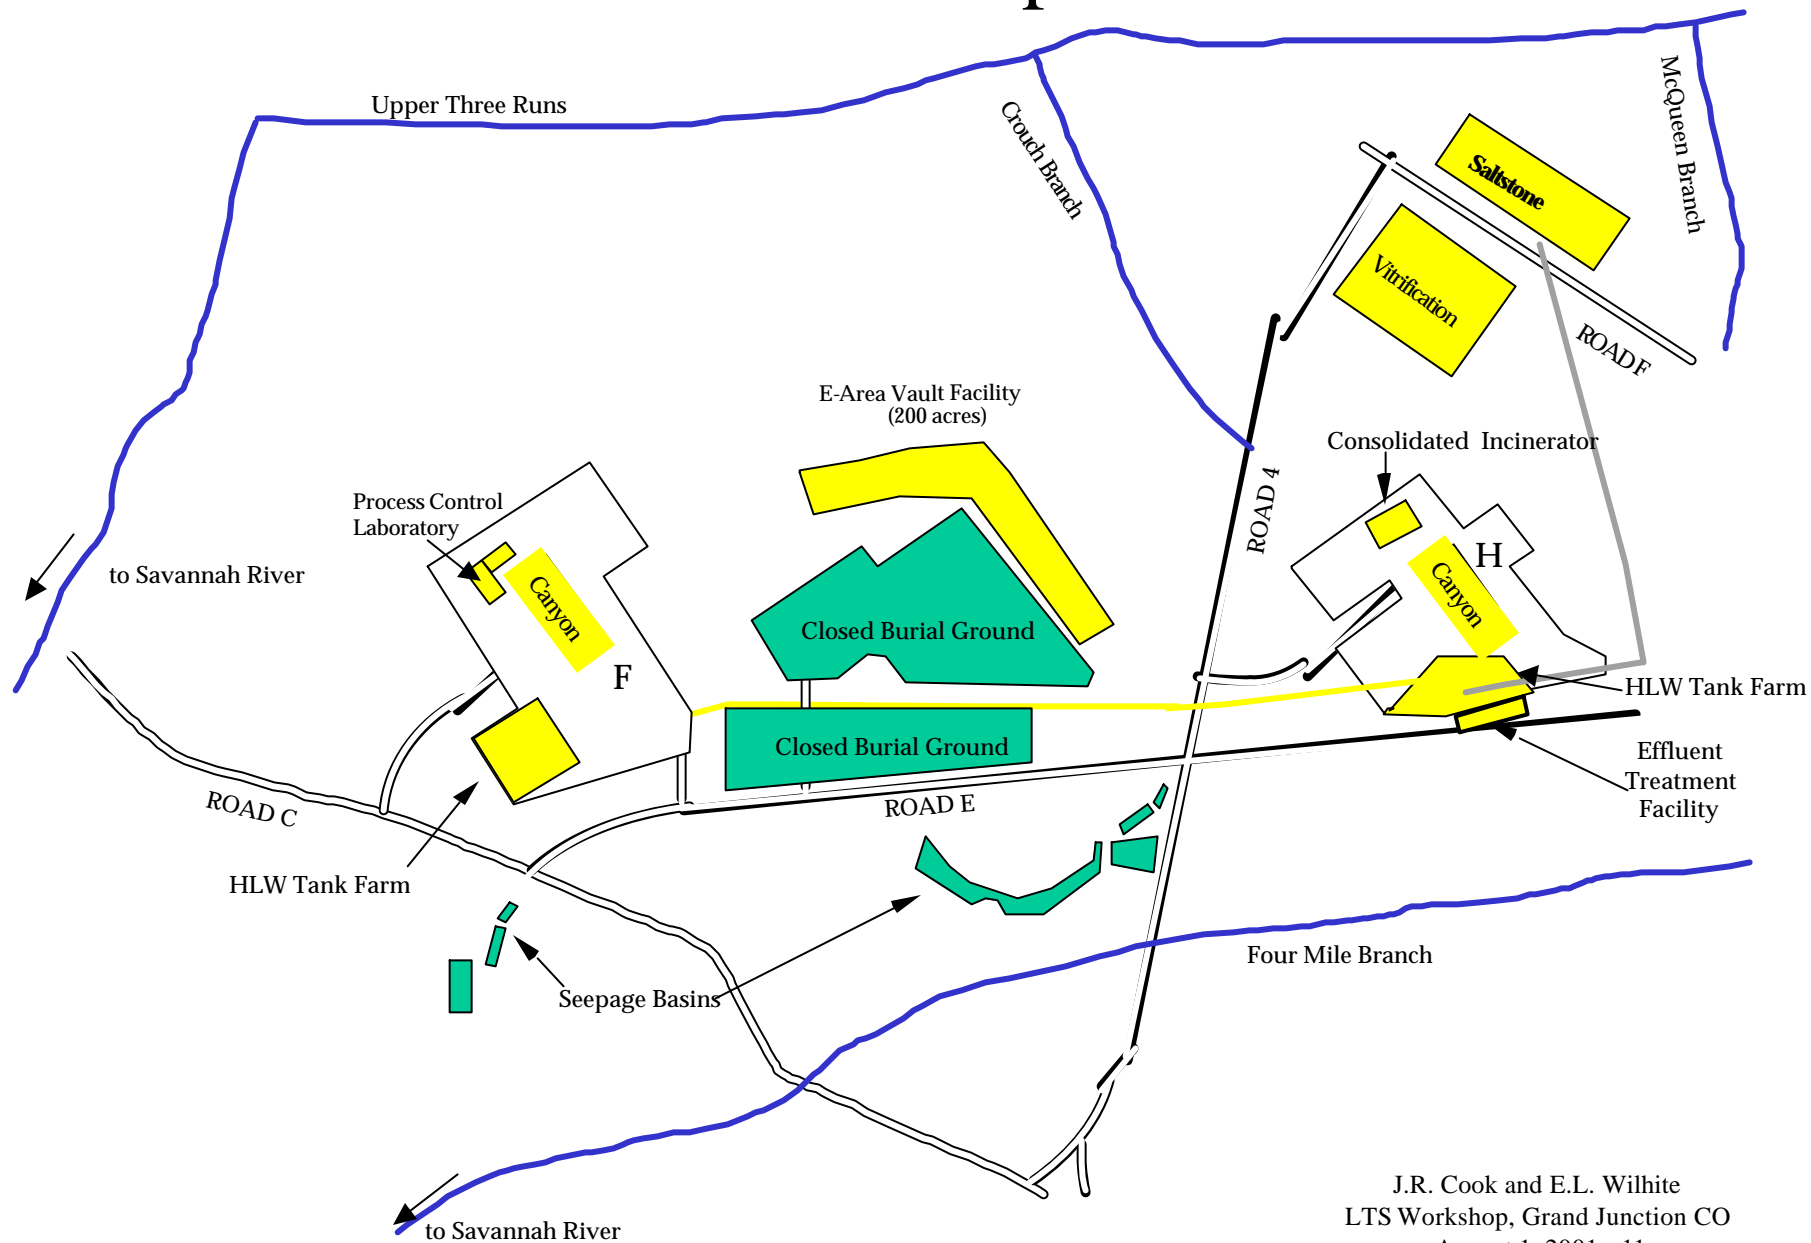 Upper Three Runs
Crouch Branch
McQueen Branch
Saltstone
Vitrification
ROAD F
E-Area Vault Facility
(200 acres)
Consolidated Incinerator
ROAD 4
Process Control
Laboratory
H
Canyon
Canyon
to Savannah River
Closed Burial Ground
F
HLW Tank Farm
Closed Burial Ground
Effluent
Treatment
Facility
ROAD C
ROAD E
HLW Tank Farm
Four Mile Branch
Seepage Basins
J.R. Cook and E.L. Wilhite
LTS Workshop, Grand Junction CO
to Savannah River